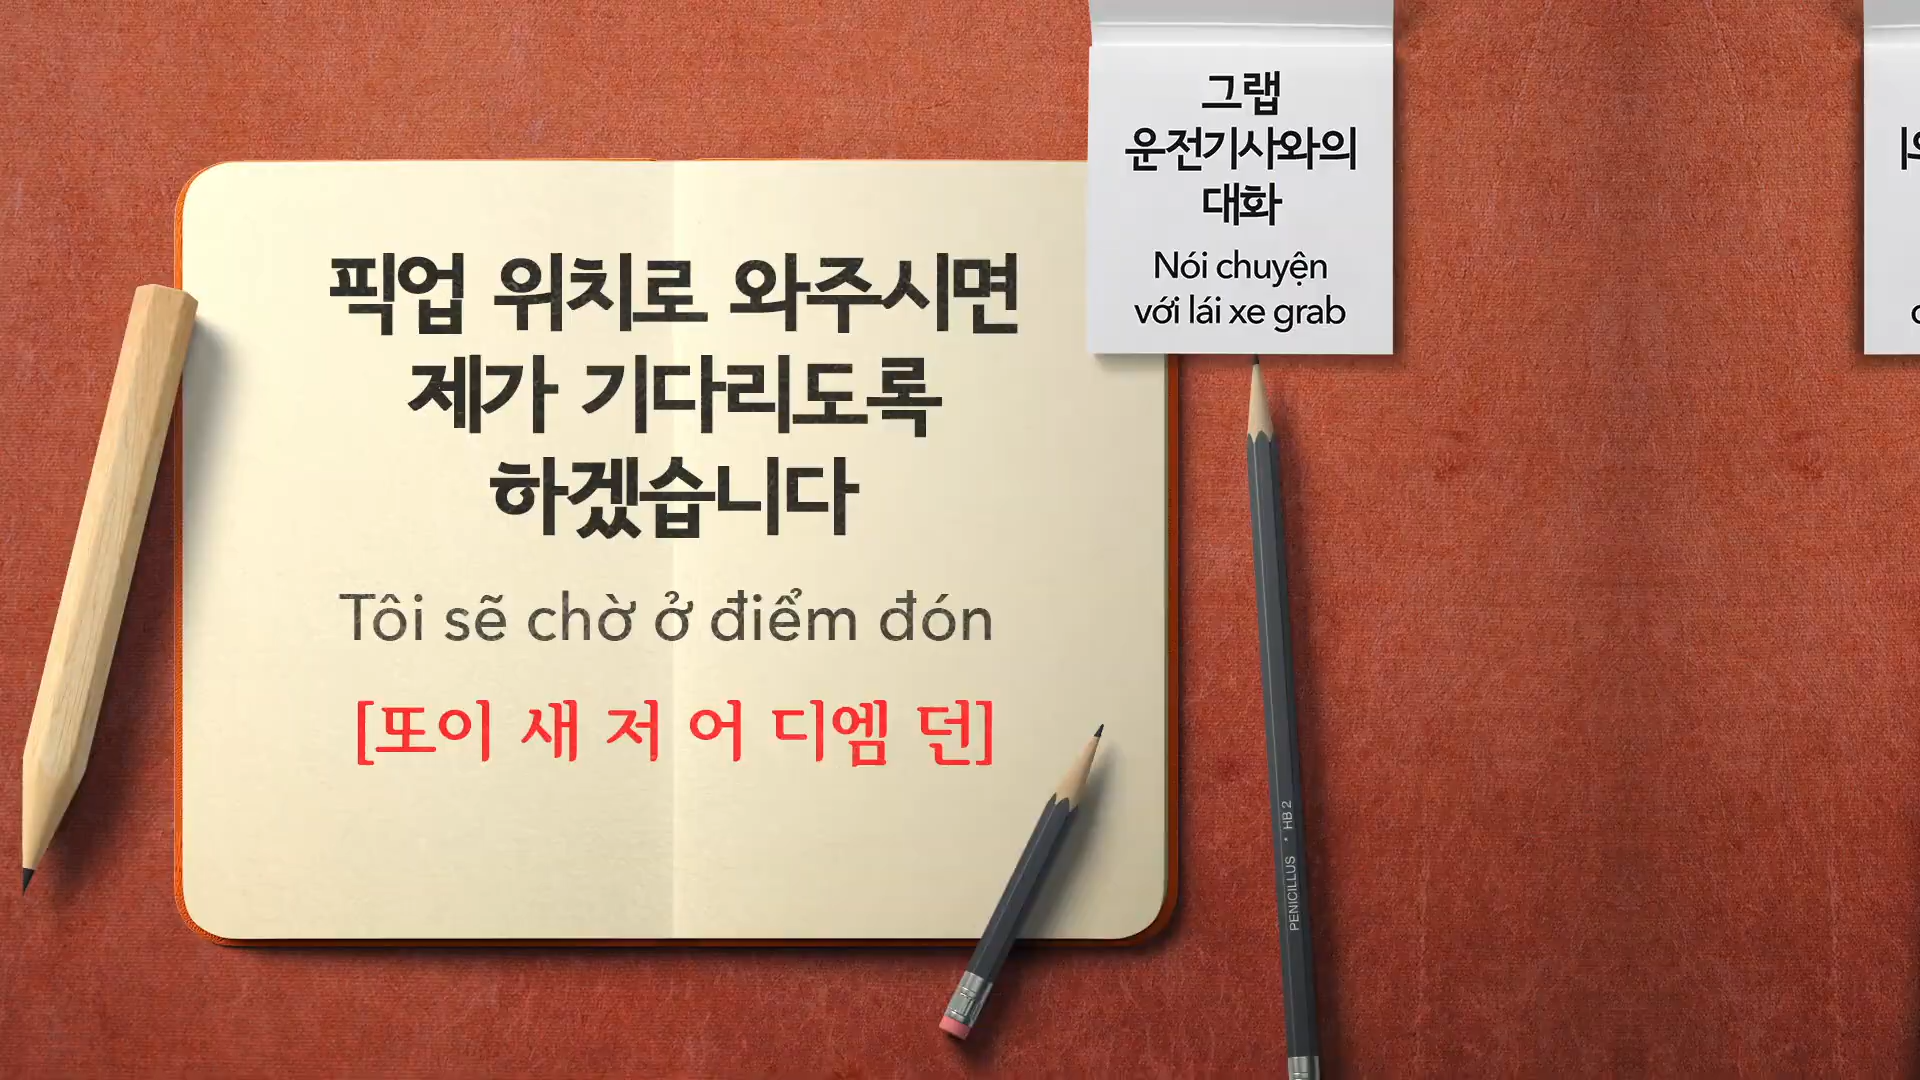 픽업 위치로 와주시면
제가 기다리도록
하겠습니다
Tôi sẽ chờ ở điểm đón
[또이 새 저 어 디엠 던]
그랩
운전기사와의
대화
Nói chuyện
với lái xe grab
PENICILLUS * HB 2